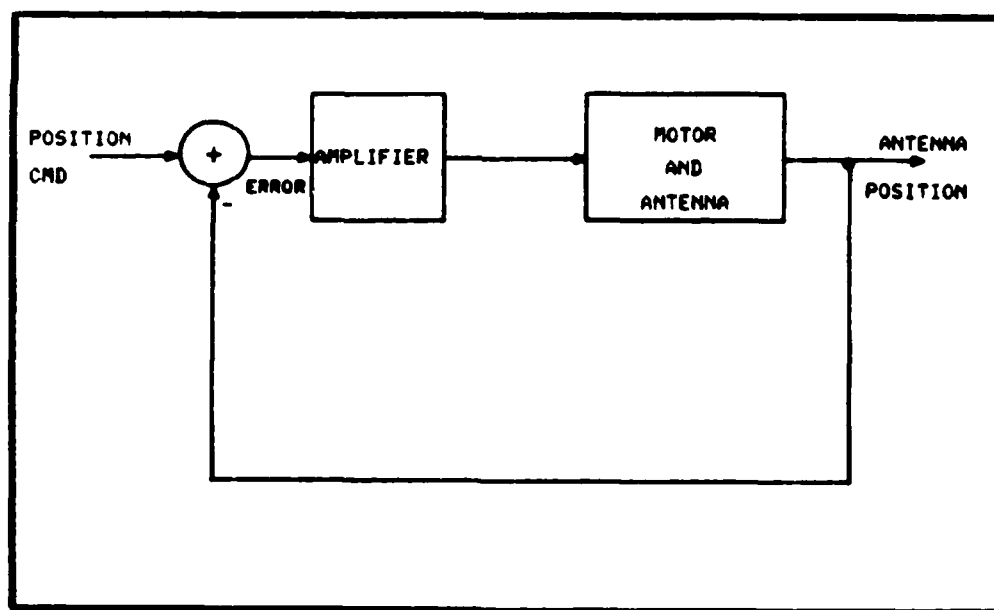 POSITION
CMD
+
-
ERROR
AMPLIFIER
MOTOR
AND
ANTENNA
ANTENNA
POSITION